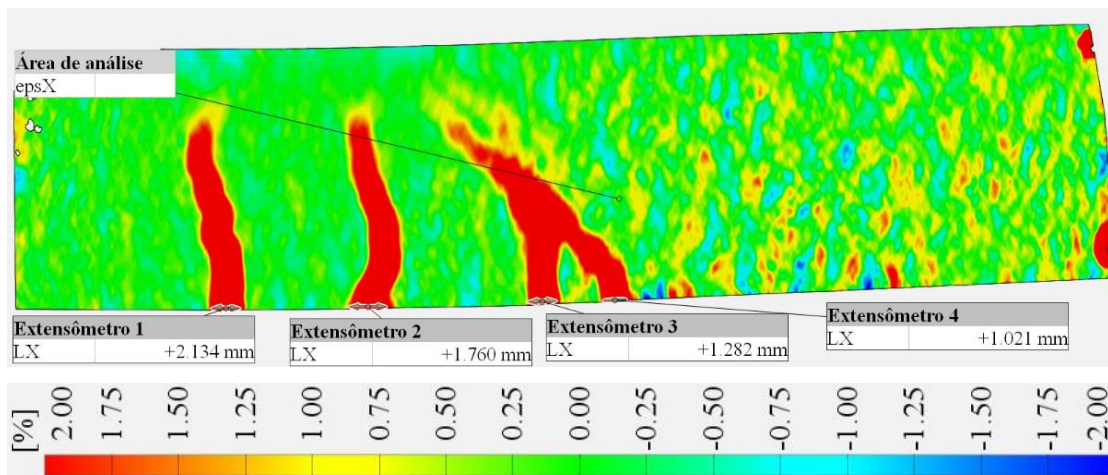 Área de análise
epsX
Extensômetro 1
LX +2.134 mm
Extensômetro 2
LX +1.760 mm
Extensômetro 3
LX +1.282 mm
Extensômetro 4
LX +1.021 mm
[%] 2.00 1.75 1.50 1.25 1.00 0.75 0.50 0.25 0.00 -0.25 -0.50 -0.75 -1.00 -1.25 -1.50 -1.75 -2.00